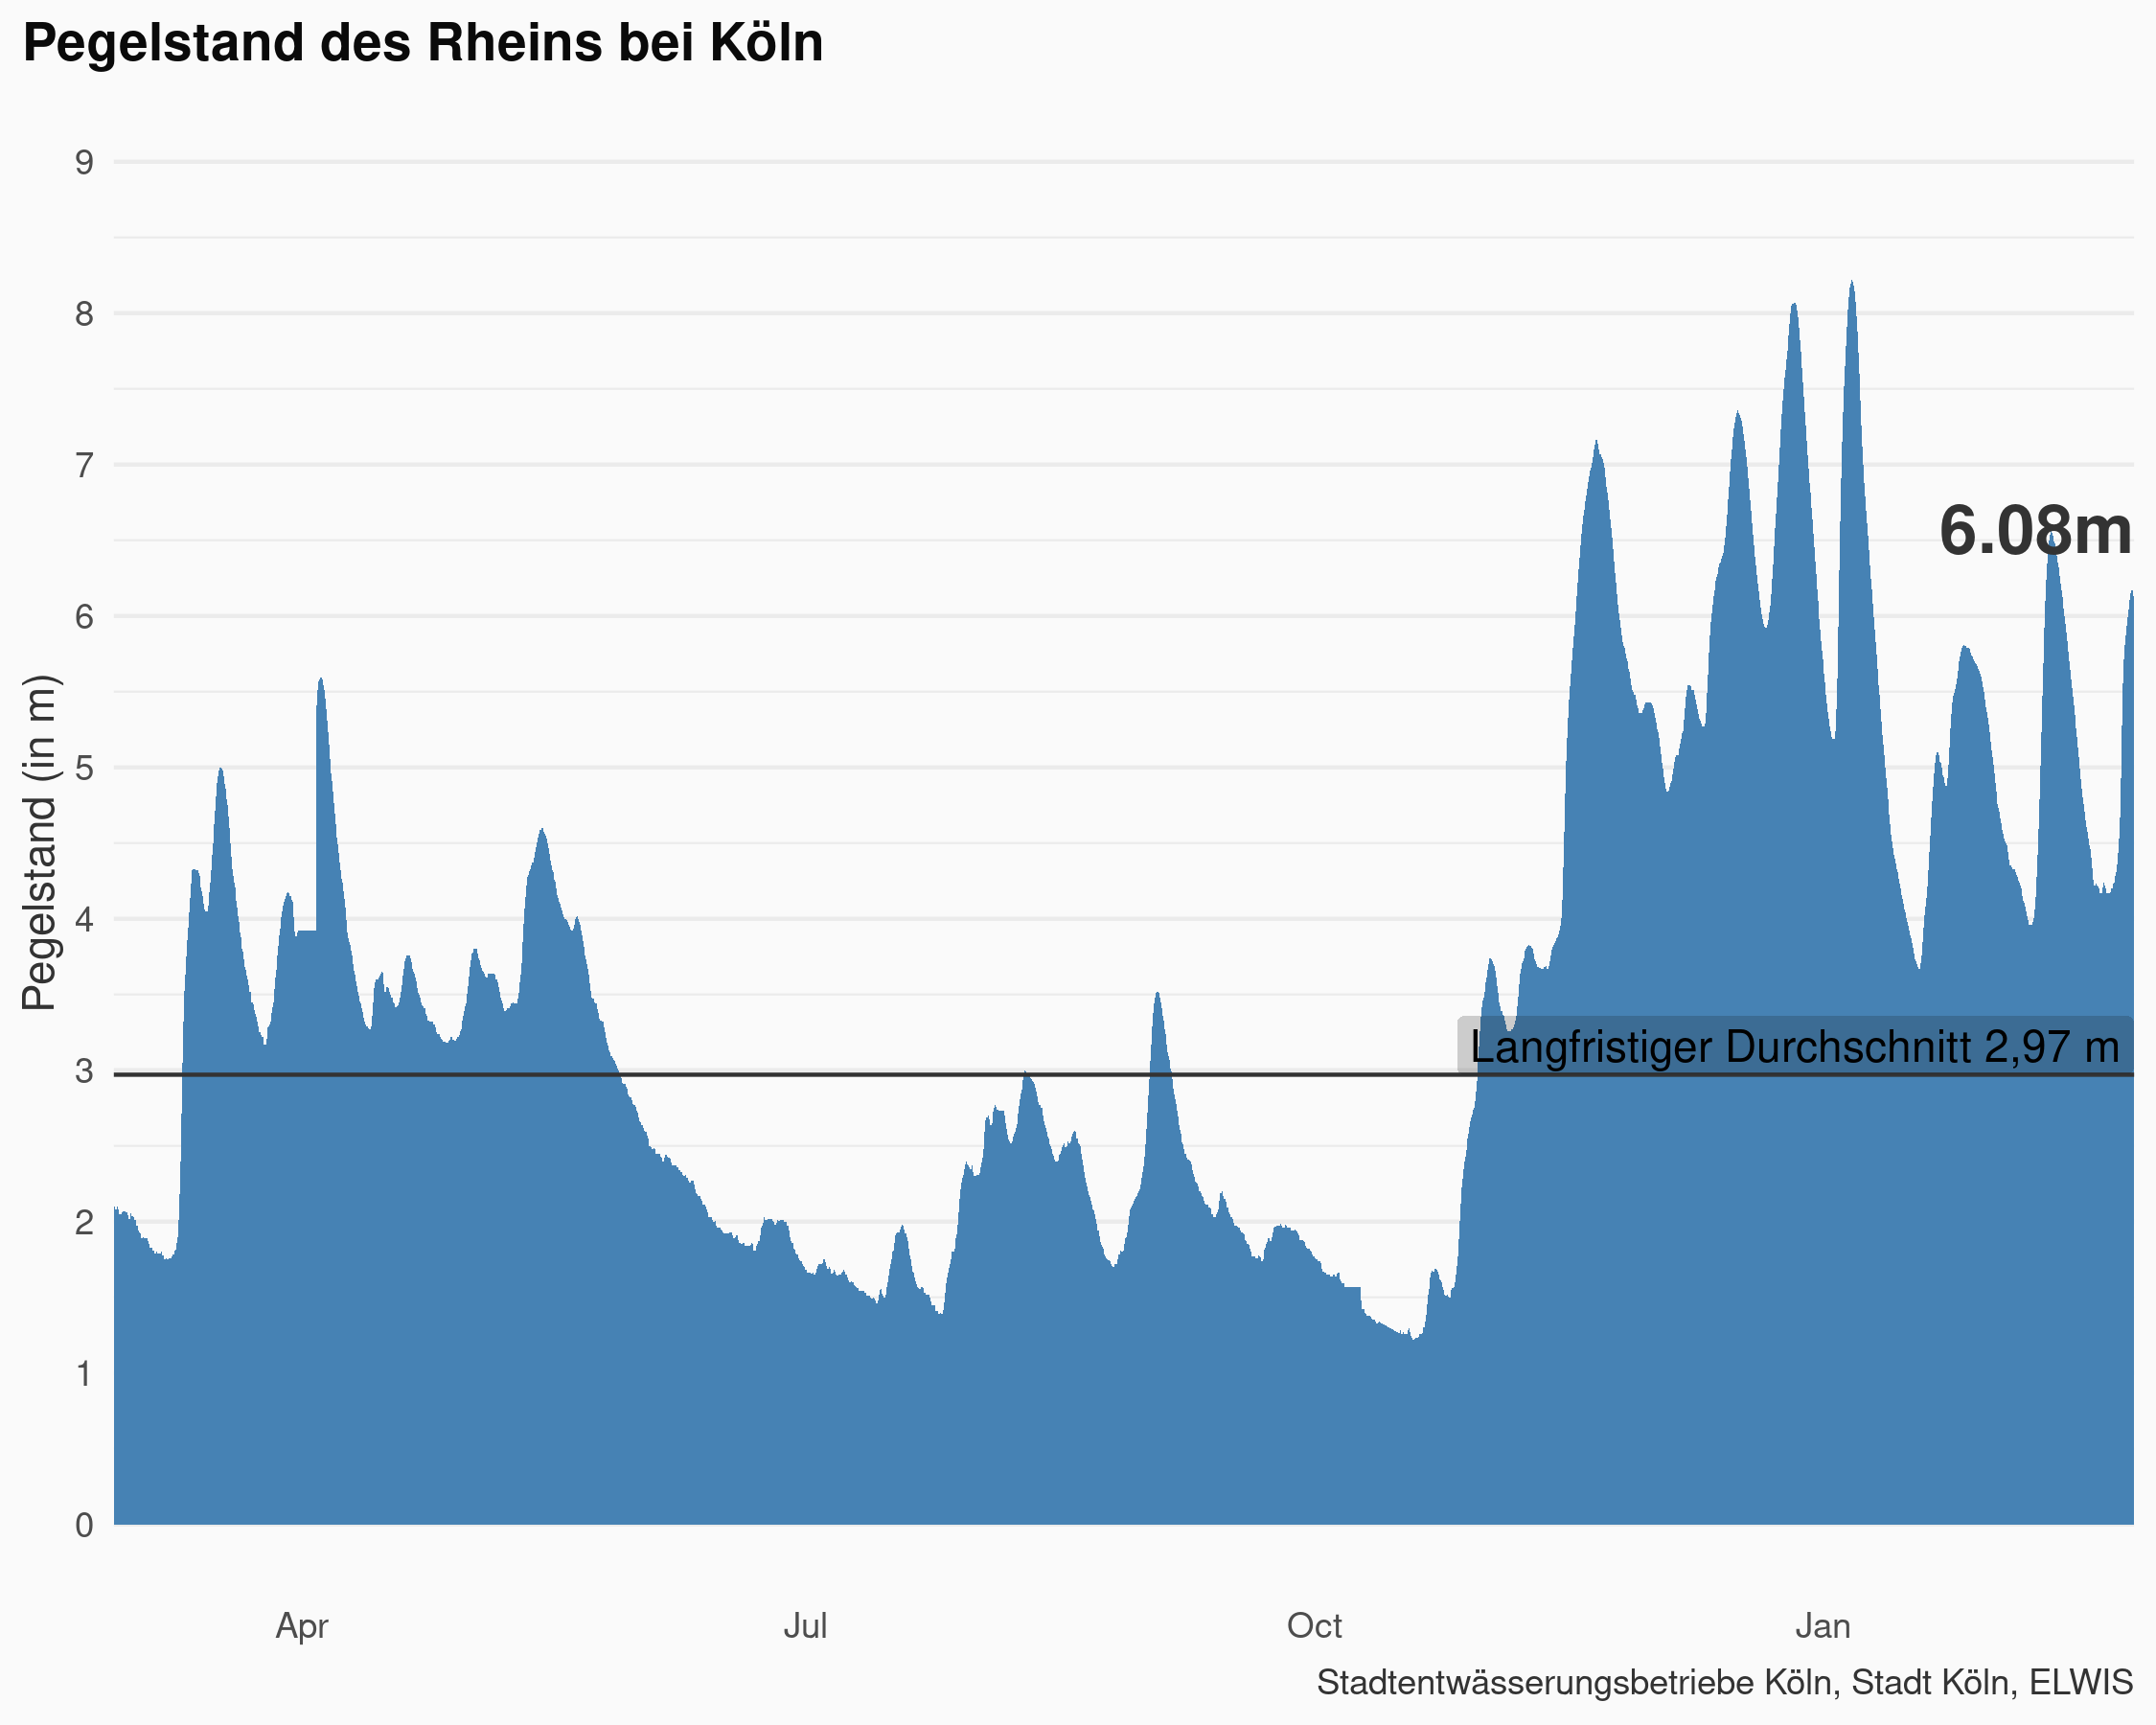 Pegelstand des Rheins bei Köln
Pegelstand (in m)
9
8
7
6
5
4
3
2
1
0
6.08m
Langfristiger Durchschnitt 2,97 m
Apr Jul Oct Jan
Stadtentwässerungsbetriebe Köln, Stadt Köln, ELWIS